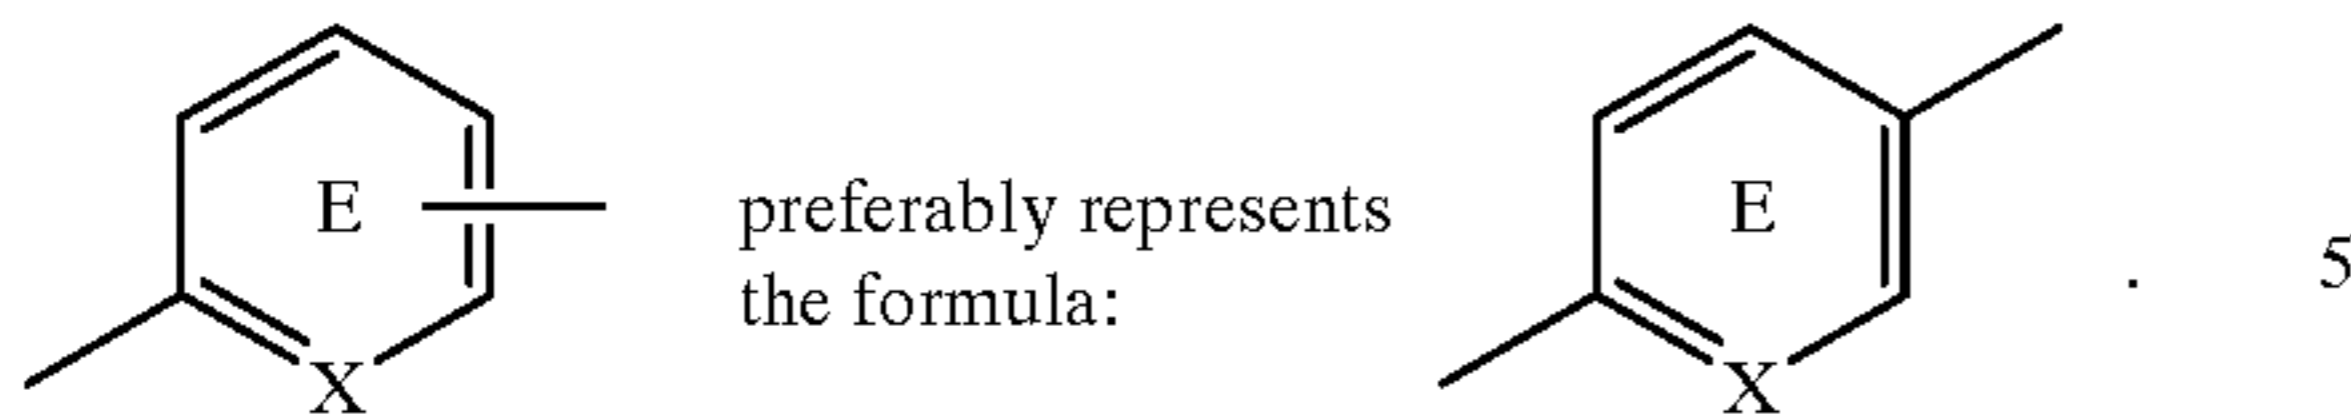 E
X
preferably represents
the formula:
E
X
.
5